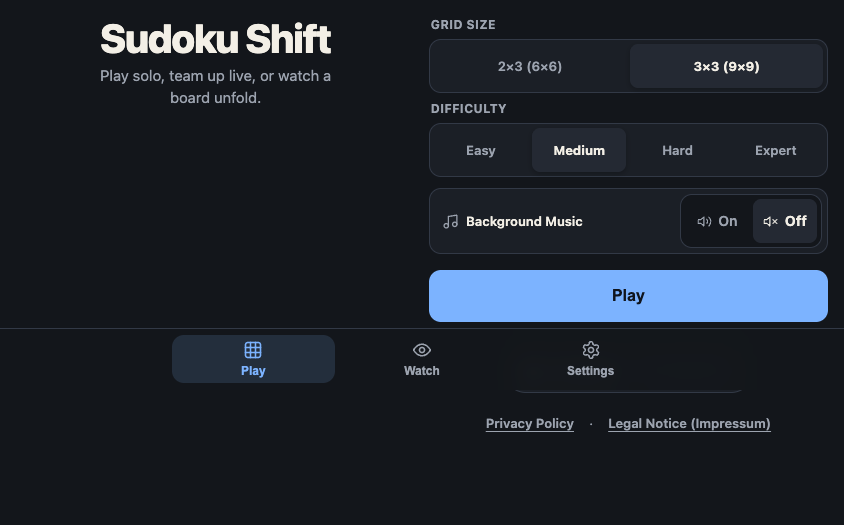 Sudoku Shift
Play solo, team up live, or watch a
board unfold.
GRID SIZE
2×3 (6×6)
3×3 (9×9)
DIFFICULTY
Easy
Medium
Hard
Expert
Background Music
On
Off
Play
Play
Watch
Settings
Privacy Policy · Legal Notice (Impressum)